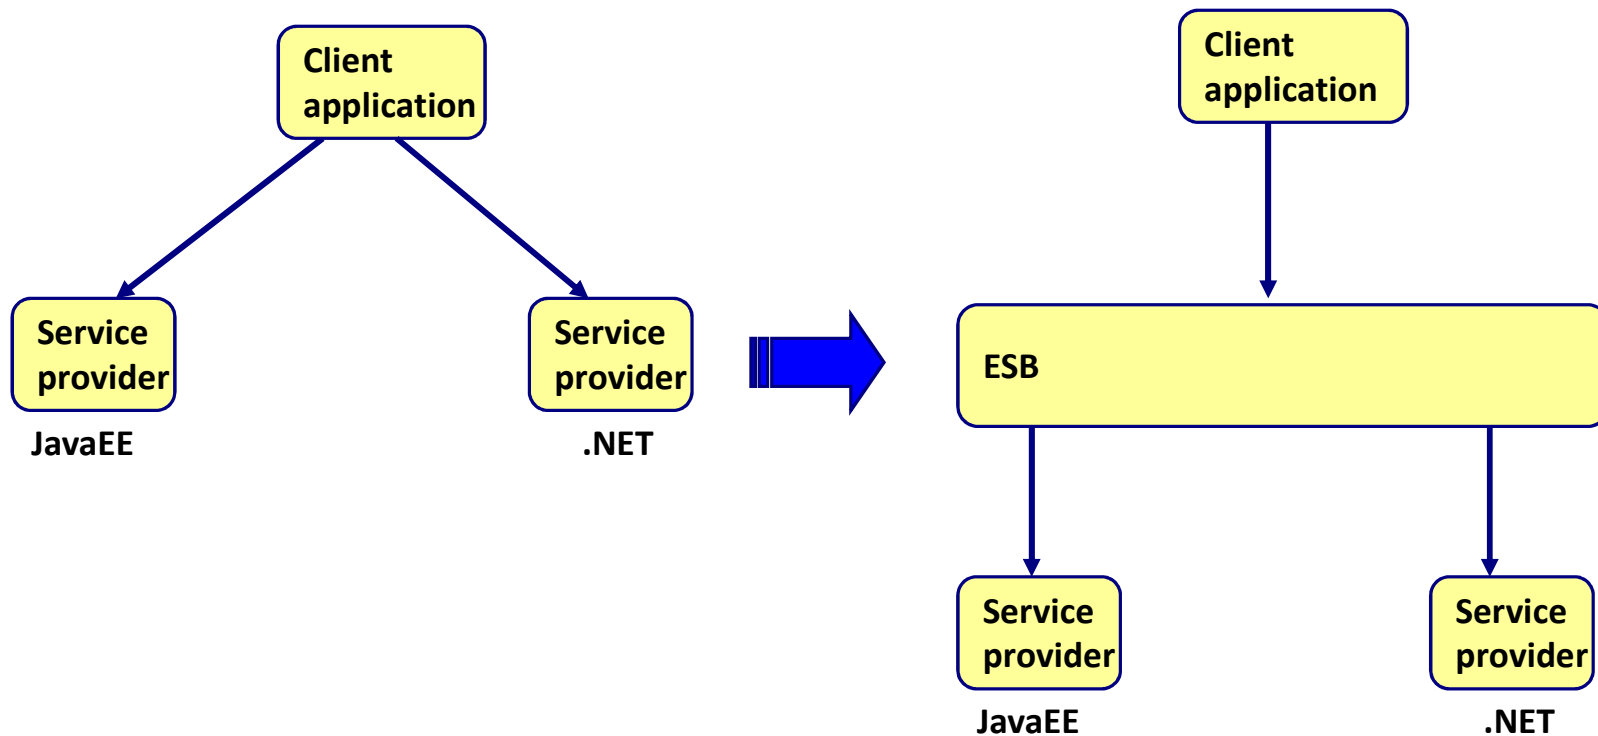 Client
application
Service
provider
JavaEE
Service
provider
.NET
Client
application
ESB
Service
provider
JavaEE
Service
provider
.NET